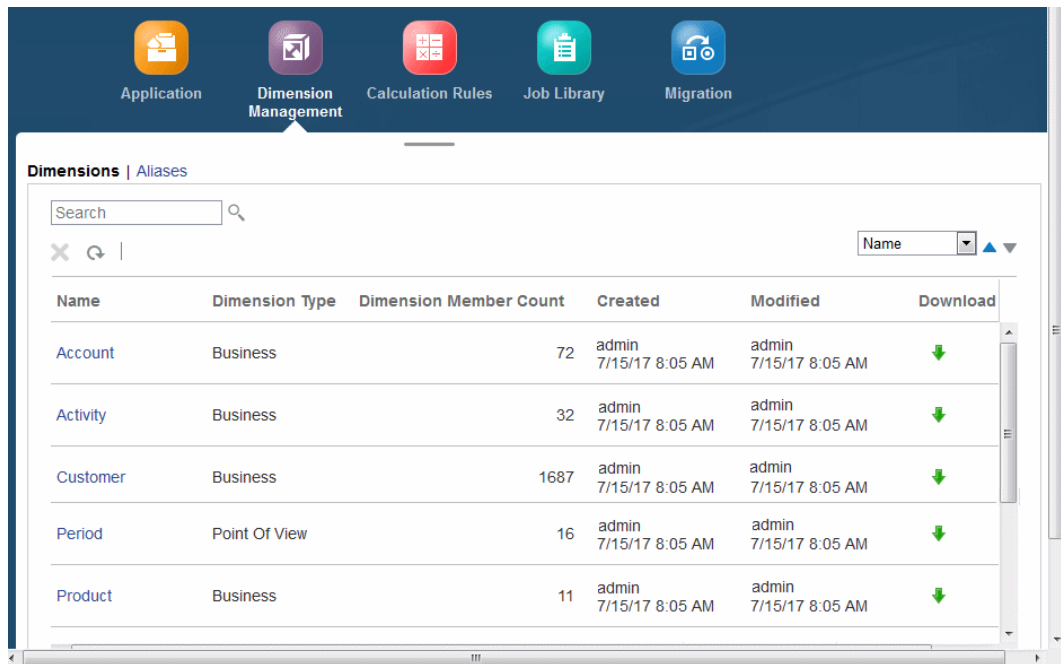 Application
Dimension
Management
Calculation Rules
Job Library
Migration
Dimensions | Aliases
Search
Name
Name Dimension Type Dimension Member Count Created Modified Download
Account Business 72 admin 7/15/17 8:05 AM admin 7/15/17 8:05 AM
Activity Business 32 admin 7/15/17 8:05 AM admin 7/15/17 8:05 AM
Customer Business 1687 admin 7/15/17 8:05 AM admin 7/15/17 8:05 AM
Period Point Of View 16 admin 7/15/17 8:05 AM admin 7/15/17 8:05 AM
Product Business 11 admin 7/15/17 8:05 AM admin 7/15/17 8:05 AM